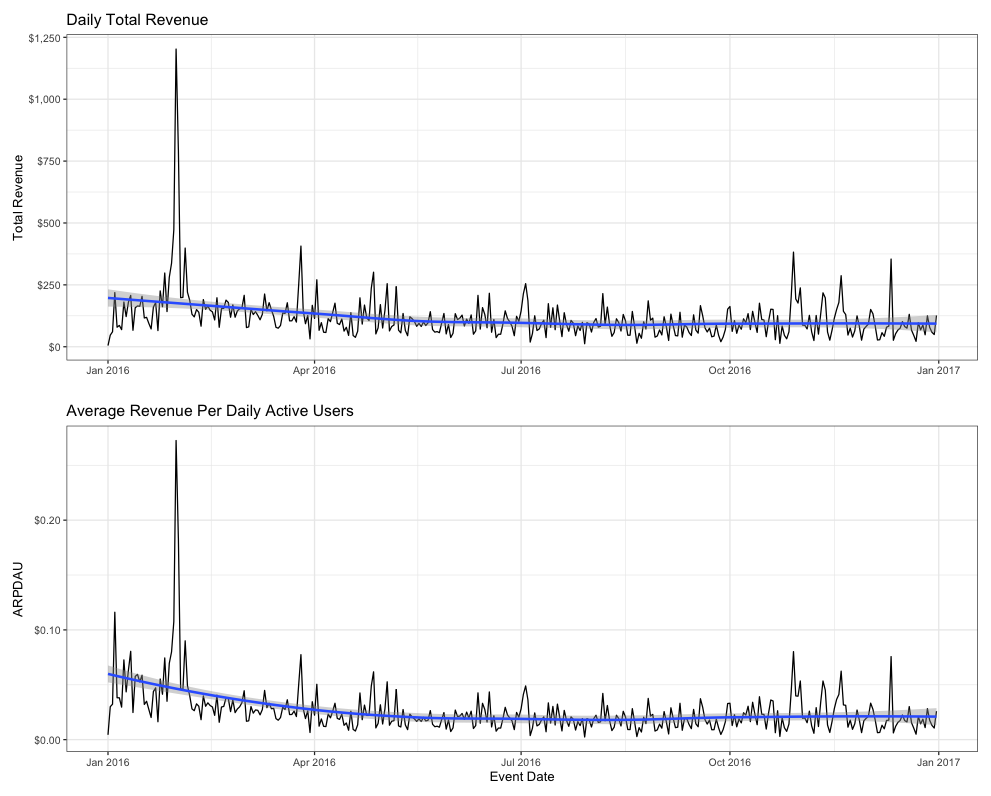 Daily Total Revenue
$1,250
$1,000
$750
$500
$250
$0
Total Revenue
Jan 2016 Apr 2016 Jul 2016 Oct 2016 Jan 2017
Average Revenue Per Daily Active Users
$0.20
$0.10
$0.00
ARPDAU
Jan 2016 Apr 2016 Jul 2016 Oct 2016 Jan 2017
Event Date